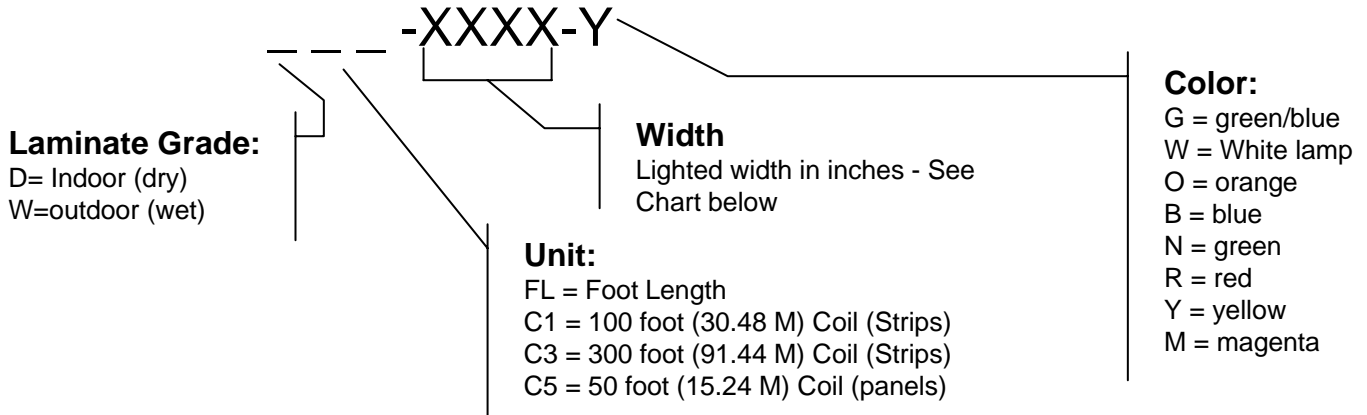 _ _ _ -XXXX-Y
Laminate Grade:
D= Indoor (dry)
W=outdoor (wet)
Width
Lighted width in inches - See
Chart below
Unit:
FL = Foot Length
C1 = 100 foot (30.48 M) Coil (Strips)
C3 = 300 foot (91.44 M) Coil (Strips)
C5 = 50 foot (15.24 M) Coil (panels)
Color:
G = green/blue
W = White lamp
O = orange
B = blue
N = green
R = red
Y = yellow
M = magenta